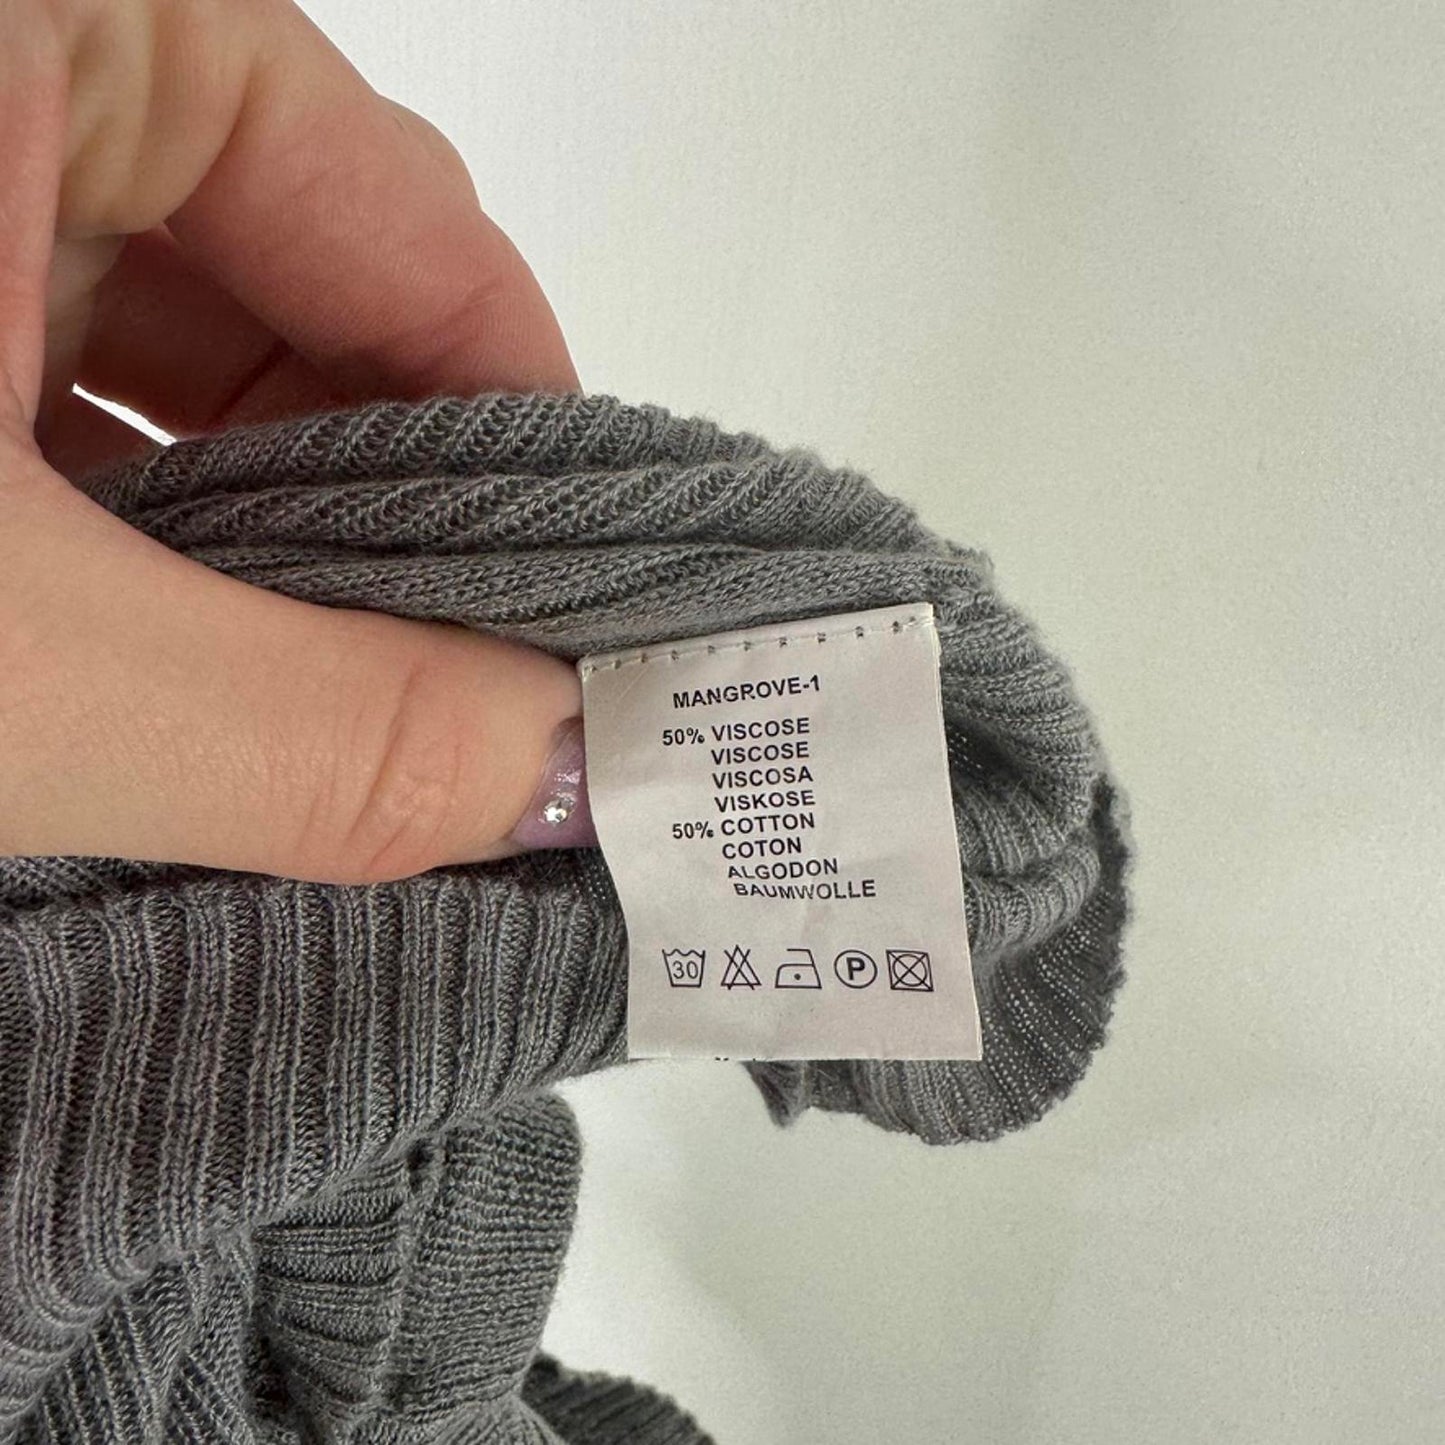 MANGROVE-1
50% VISCOSE
VISCOSE
VISCOSA
VISKOSE
50% COTTON
COTON
ALGODON
BAUMWOLLE
30 P